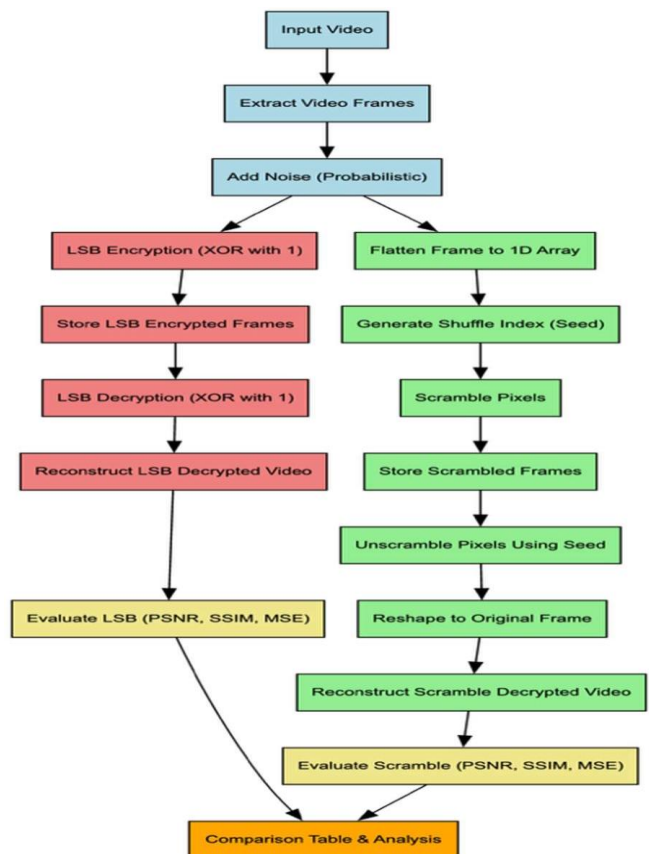 Input Video
Extract Video Frames
Add Noise (Probabilistic)
LSB Encryption (XOR with 1)
Store LSB Encrypted Frames
LSB Decryption (XOR with 1)
Reconstruct LSB Decrypted Video
Evaluate LSB (PSNR, SSIM, MSE)
Flatten Frame to 1D Array
Generate Shuffle Index (Seed)
Scramble Pixels
Store Scrambled Frames
Unscramble Pixels Using Seed
Reshape to Original Frame
Reconstruct Scramble Decrypted Video
Evaluate Scramble (PSNR, SSIM, MSE)
Comparison Table & Analysis